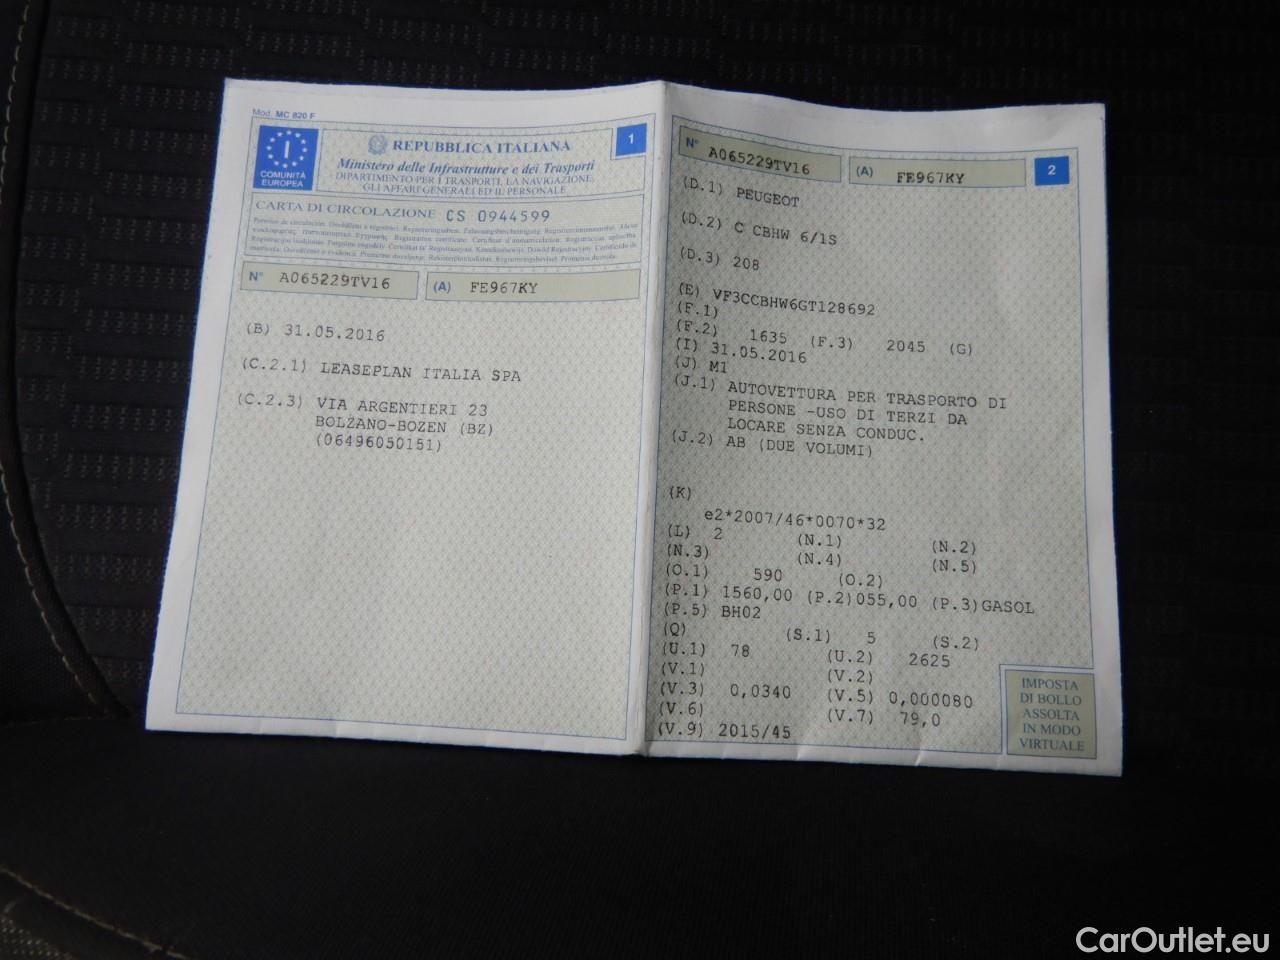 Mod. MC 820 F
I
COMUNITÀ
EUROPEA
REPUBBLICA ITALIANA
Ministero delle Infrastrutture e dei Trasporti
DIPARTIMENTO PER I TRASPORTI, LA NAVIGAZIONE,
GLI AFFARI GENERALI ED IL PERSONALE
1
CARTA DI CIRCOLAZIONE CS 0944599
N° A065229TV16 (A) FE967KY
(B) 31.05.2016
(C.2.1) LEASEPLAN ITALIA SPA
(C.2.3) VIA ARGENTIERI 23
BOLZANO-BOZEN (BZ)
(06496050151)
N° A065229TV16 (A) FE967KY
2
(D.1) PEUGEOT
(D.2) C CBHW 6/1S
(D.3) 208
(E) VF3CCBHW6GT128692
(F.1)
(F.2) 1635 (F.3) 2045 (G)
(I) 31.05.2016
(J) M1
(J.1) AUTOVETTURA PER TRASPORTO DI
PERSONE -USO DI TERZI DA
LOCARE SENZA CONDUC.
(J.2) AB (DUE VOLUMI)
(K)
e2*2007/46*0070*32
(L) 2 (N.1) (N.2)
(N.3) (N.4) (N.5)
(O.1) 590 (O.2)
(P.1) 1560,00 (P.2)055,00 (P.3)GASOL
(P.5) BH02
(Q) (S.1) 5 (S.2)
(U.1) 78 (U.2) 2625
(V.1) (V.2)
(V.3) 0,0340 (V.5) 0,000080
(V.6) (V.7) 79,0
(V.9) 2015/45
IMPOSTA
DI BOLLO
ASSOLTA
IN MODO
VIRTUALE
CarOutlet.eu